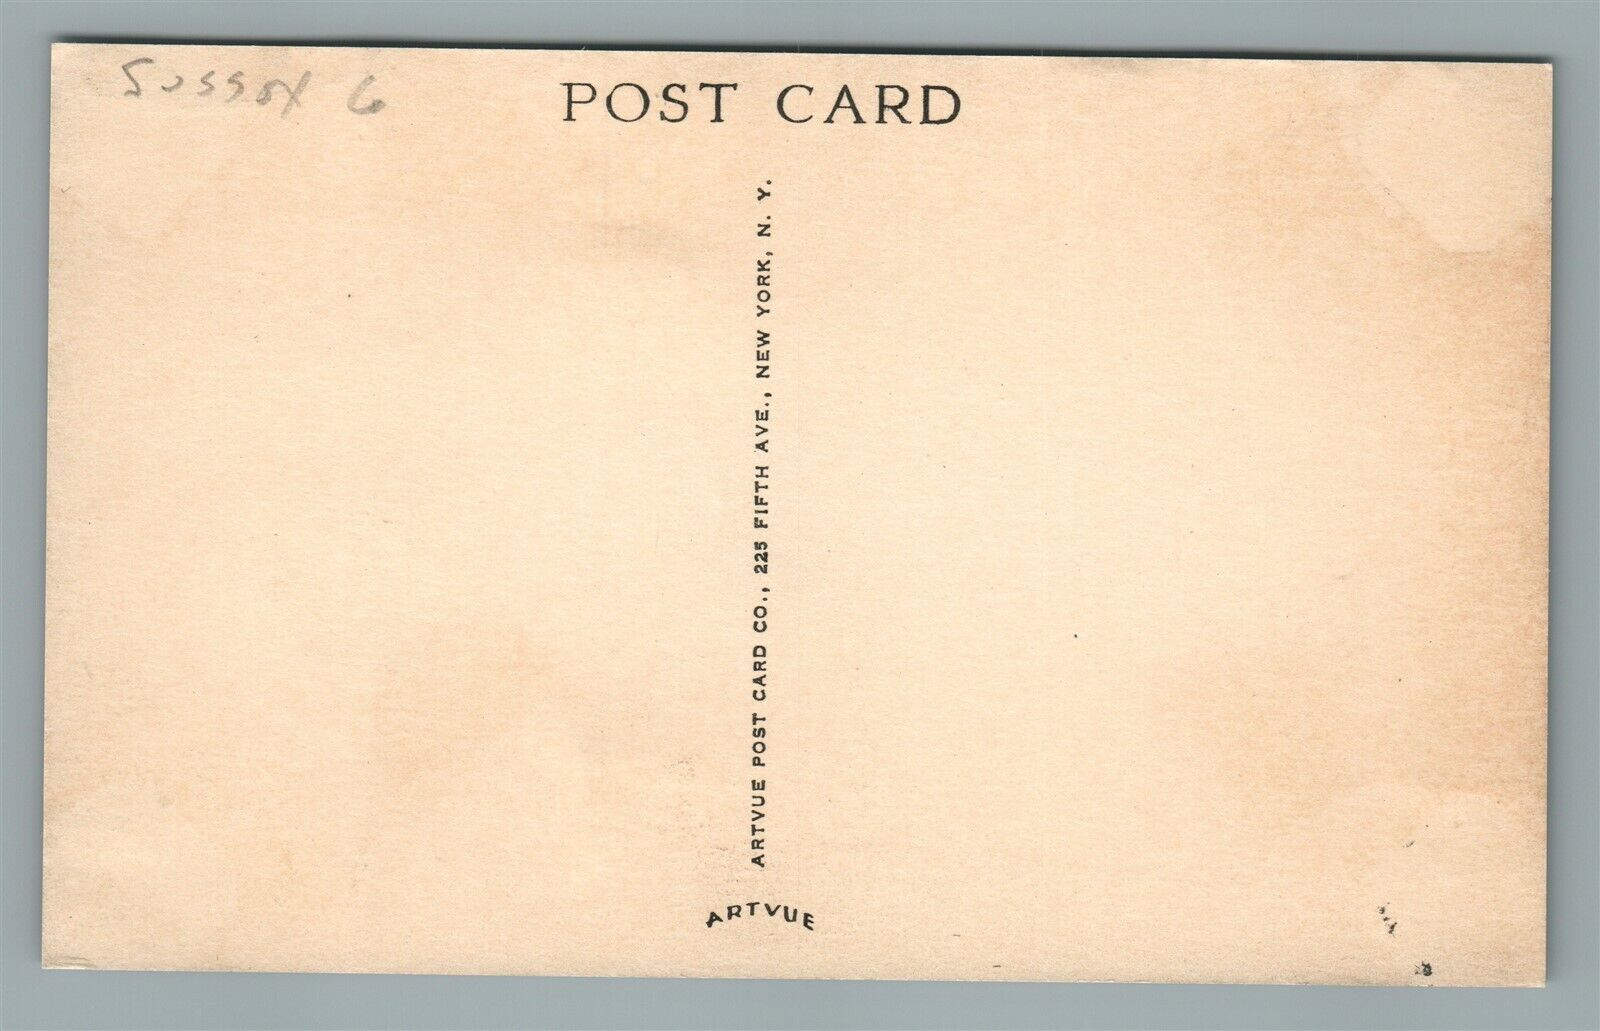 Sussex 6
POST CARD
ARTVUE POST CARD CO., 225 FIFTH AVE., NEW YORK, N. Y.
ARTVUE